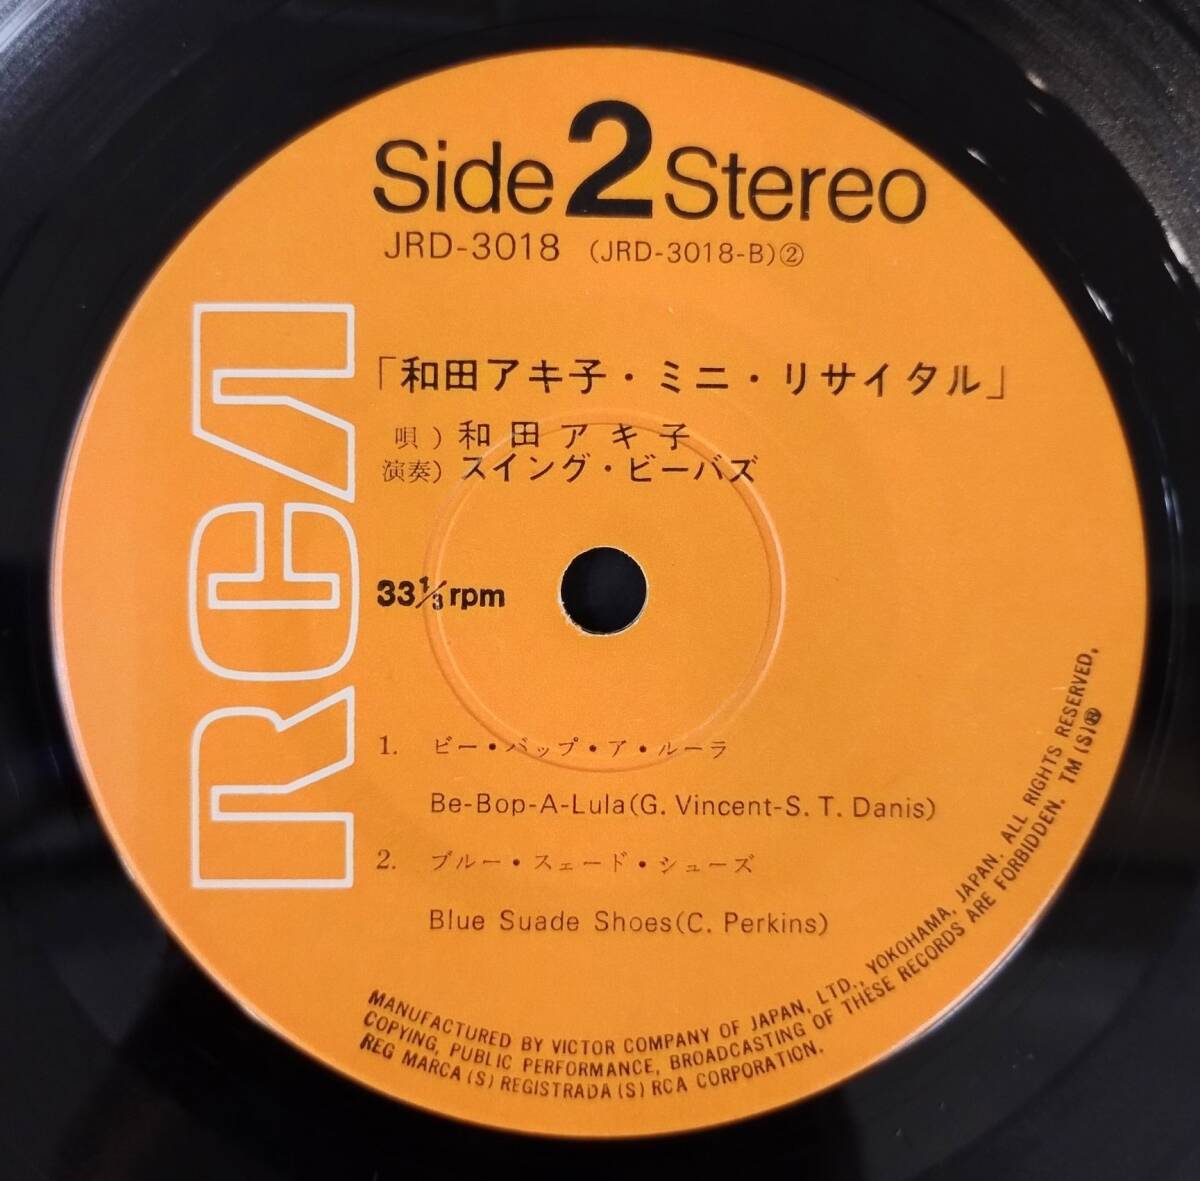 Side 2 Stereo
JRD-3018 (JRD-3018-B)②
「和田アキ子・ミニ・リサイタル」
唄）和田アキ子
演奏）スイング・ビーバズ
RCA
33⅓rpm
1. ビー・バップ・ア・ルーラ
Be-Bop-A-Lula(G. Vincent-S. T. Danis)
2. ブルー・スェード・シューズ
Blue Suade Shoes(C. Perkins)
MANUFACTURED BY VICTOR COMPANY OF JAPAN, LTD., YOKOHAMA, JAPAN. ALL RIGHTS RESERVED.
COPYING, PUBLIC PERFORMANCE, BROADCASTING OF THESE RECORDS ARE FORBIDDEN. TM(S)®
REG MARCA(S) REGISTRADA(S) RCA CORPORATION.